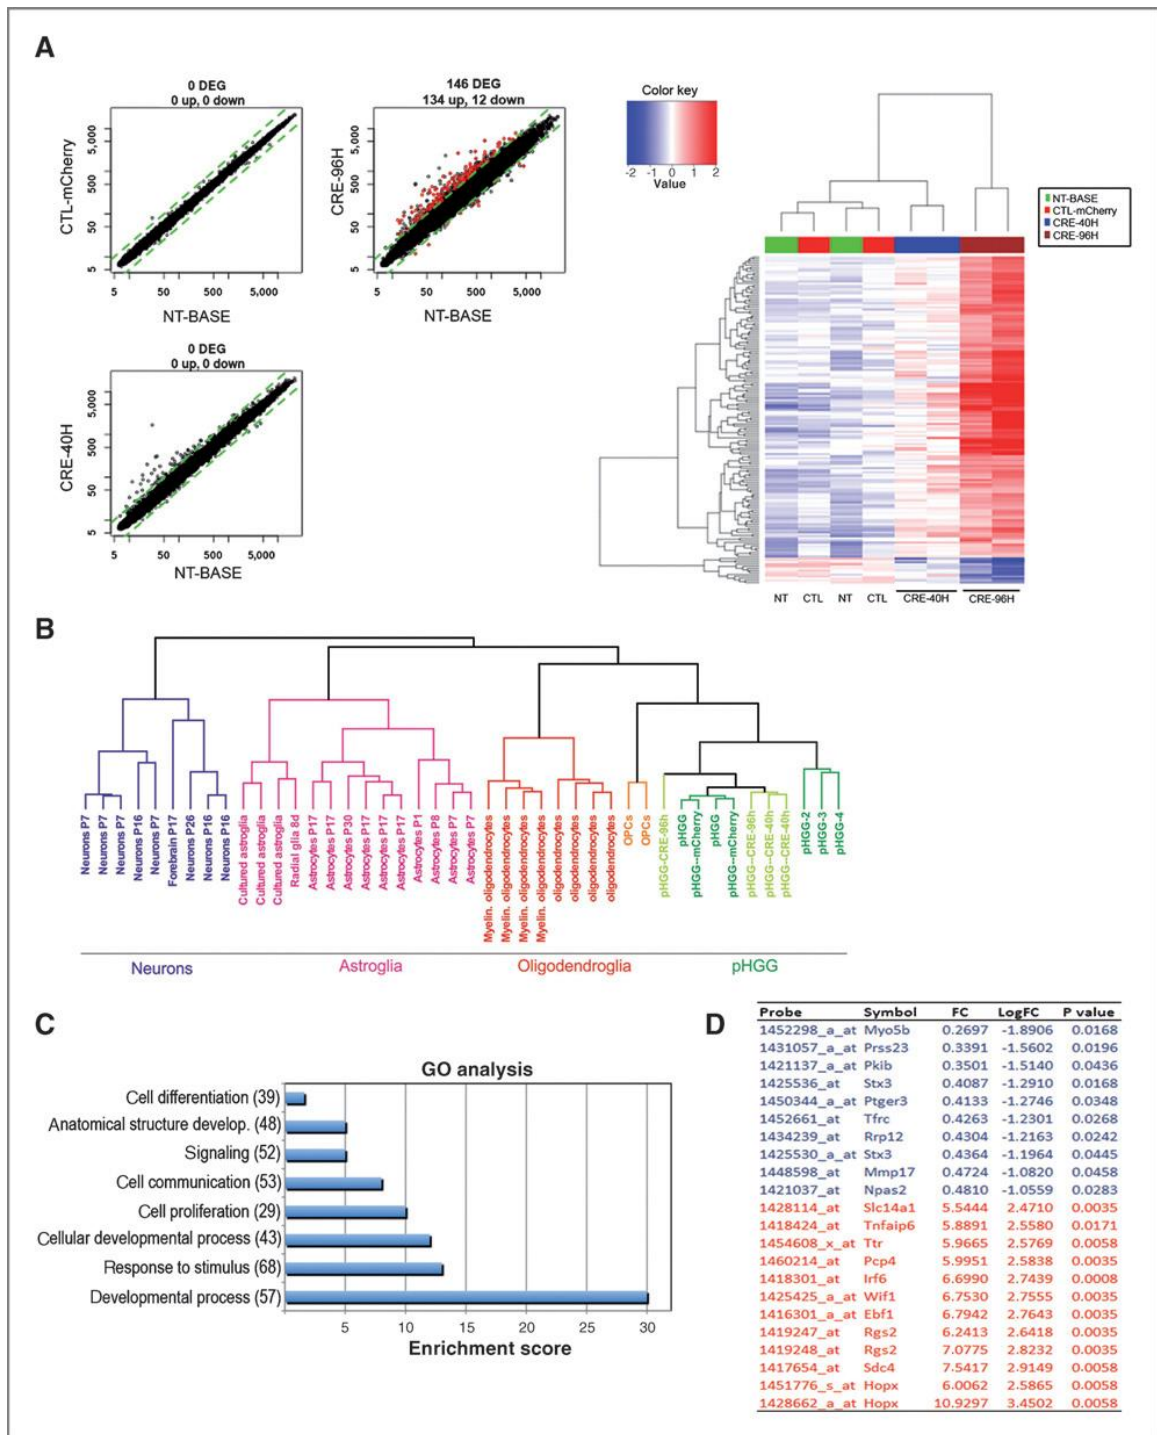 A
0 DEG
0 up, 0 down
CTL-mCherry
5,000
500
50
5
5 50 500 5,000
NT-BASE
146 DEG
134 up, 12 down
CRE-96H
5,000
500
50
5
5 50 500 5,000
NT-BASE
0 DEG
0 up, 0 down
CRE-40H
5,000
500
50
5
5 50 500 5,000
NT-BASE
Color key
-2 -1 0 1 2
Value
NT-BASE
CTL-mCherry
CRE-40H
CRE-96H
NT CTL NT CTL CRE-40H CRE-96H
B
Neurons P7
Neurons P7
Neurons P7
Neurons P16
Neurons P7
Forebrain P17
Neurons P26
Neurons P16
Neurons P16
Cultured astroglia
Cultured astroglia
Cultured astroglia
Radial glia 8d
Astrocytes P17
Astrocytes P17
Astrocytes P30
Astrocytes P17
Astrocytes P17
Astrocytes P17
Astrocytes P1
Astrocytes P8
Astrocytes P7
Astrocytes P7
Myelin. oligodendrocytes
Myelin. oligodendrocytes
Myelin. oligodendrocytes
Myelin. oligodendrocytes
oligodendrocytes
oligodendrocytes
oligodendrocytes
oligodendrocytes
OPCs
OPCs
pHGG-CRE-96h
pHGG
pHGG-mCherry
pHGG
pHGG-mCherry
pHGG-CRE-96h
pHGG-CRE-40h
pHGG-CRE-40h
pHGG-2
pHGG-3
pHGG-4
Neurons Astroglia Oligodendroglia pHGG
C
GO analysis
Cell differentiation (39)
Anatomical structure develop. (48)
Signaling (52)
Cell communication (53)
Cell proliferation (29)
Cellular developmental process (43)
Response to stimulus (68)
Developmental process (57)
5 10 15 20 25 30
Enrichment score
D
Probe Symbol FC LogFC P value
1452298_a_at Myo5b 0.2697 -1.8906 0.0168
1431057_a_at Prss23 0.3391 -1.5602 0.0196
1421137_a_at Pkib 0.3501 -1.5140 0.0436
1425536_at Stx3 0.4087 -1.2910 0.0168
1450344_a_at Ptger3 0.4133 -1.2746 0.0348
1452661_at Tfrc 0.4263 -1.2301 0.0268
1434239_at Rrp12 0.4304 -1.2163 0.0242
1425530_a_at Stx3 0.4364 -1.1964 0.0445
1448598_at Mmp17 0.4724 -1.0820 0.0458
1421037_at Npas2 0.4810 -1.0559 0.0283
1428114_at Slc14a1 5.5444 2.4710 0.0035
1418424_at Tnfaip6 5.8891 2.5580 0.0171
1454608_x_at Ttr 5.9665 2.5769 0.0058
1460214_at Pcp4 5.9951 2.5838 0.0035
1418301_at Irf6 6.6990 2.7439 0.0008
1425425_a_at Wif1 6.7530 2.7555 0.0035
1416301_a_at Ebf1 6.7942 2.7643 0.0035
1419247_at Rgs2 6.2413 2.6418 0.0035
1419248_at Rgs2 7.0775 2.8232 0.0035
1417654_at Sdc4 7.5417 2.9149 0.0058
1451776_s_at Hopx 6.0062 2.5865 0.0058
1428662_a_at Hopx 10.9297 3.4502 0.0058